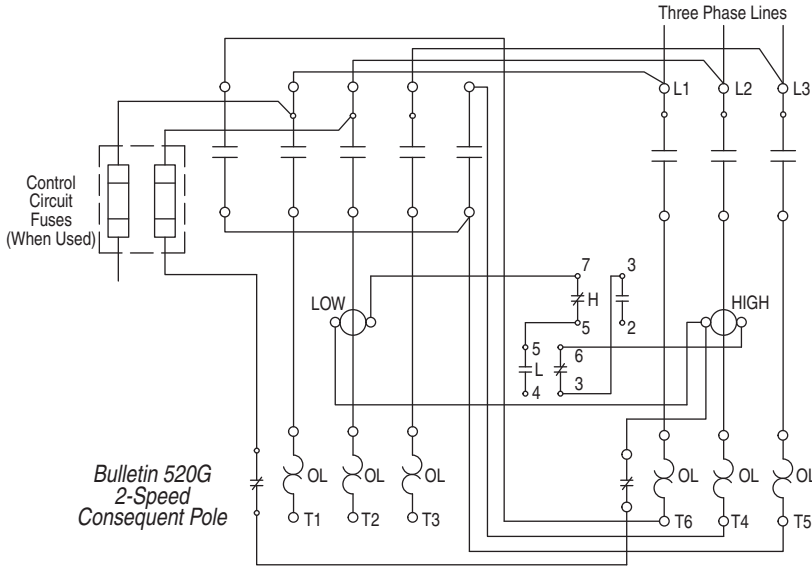 Three Phase Lines
L1
L2
L3
Control
Circuit
Fuses
(When Used)
7
3
LOW
H
HIGH
5
2
5
6
L
4
3
Bulletin 520G
2-Speed
Consequent Pole
OL
OL
OL
OL
OL
OL
T1
T2
T3
T6
T4
T5